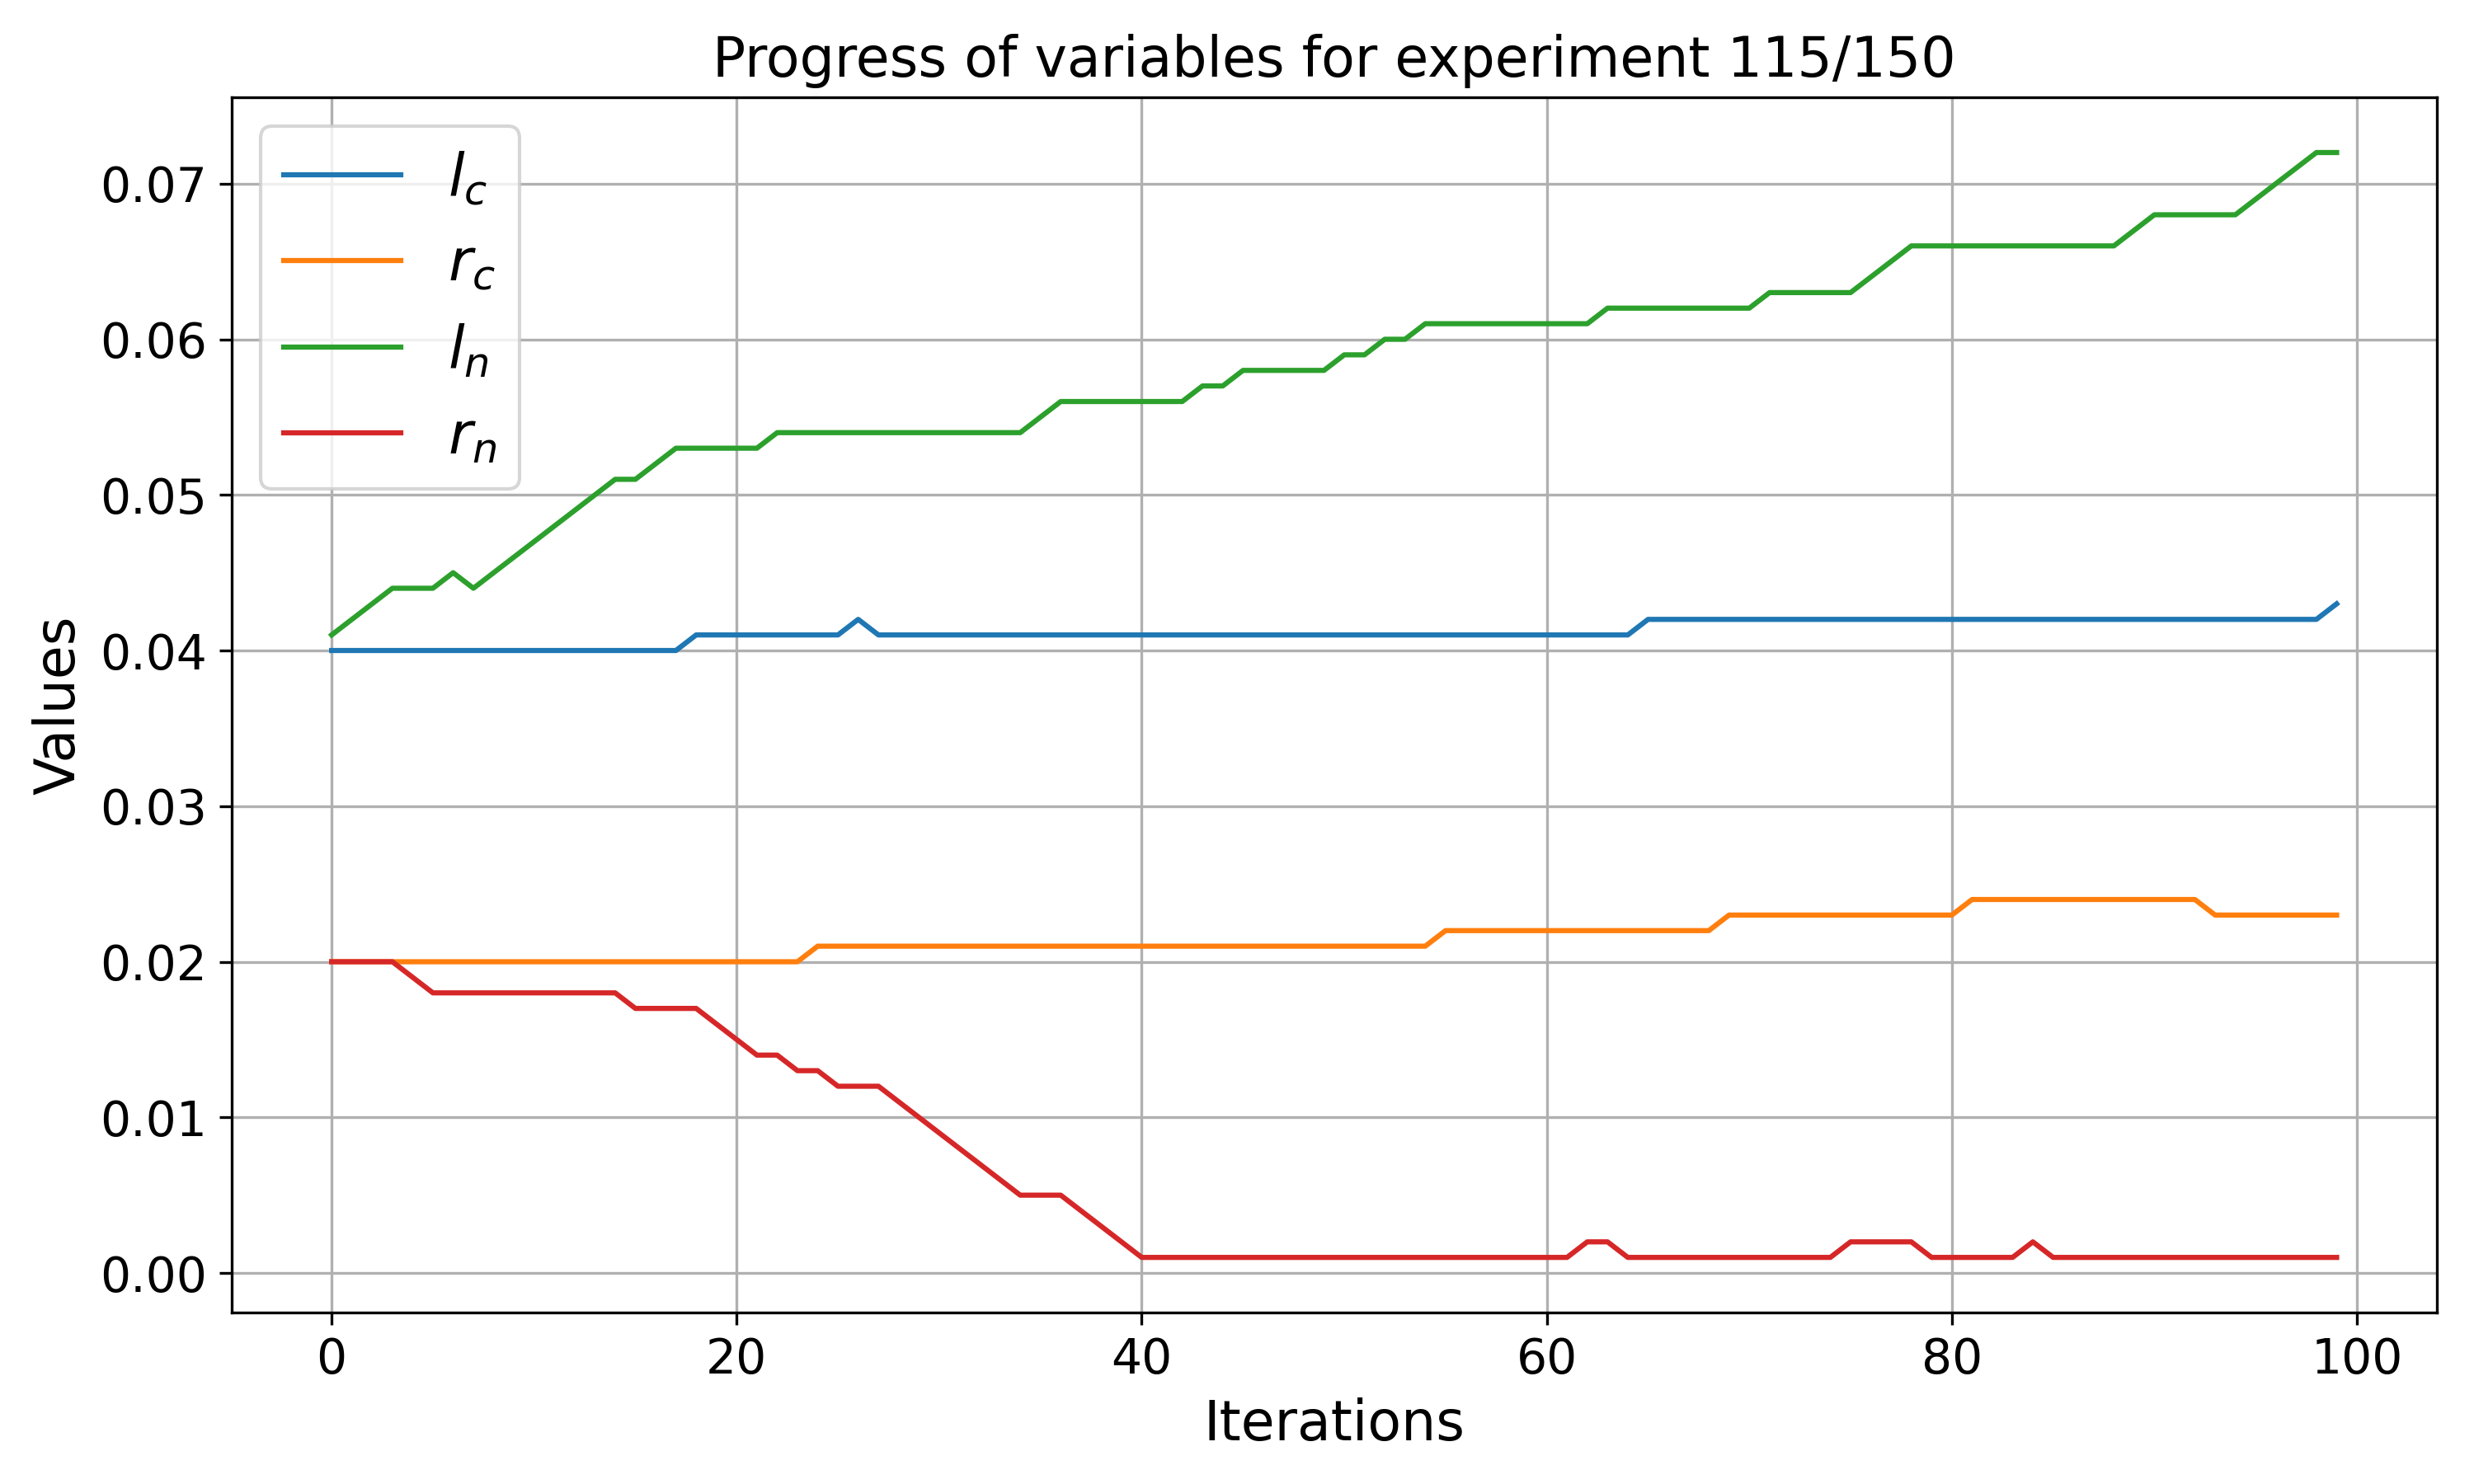 Progress of variables for experiment 115/150
l_c
r_c
l_n
r_n
Values
0.07
0.06
0.05
0.04
0.03
0.02
0.01
0.00
0 20 40 60 80 100
Iterations